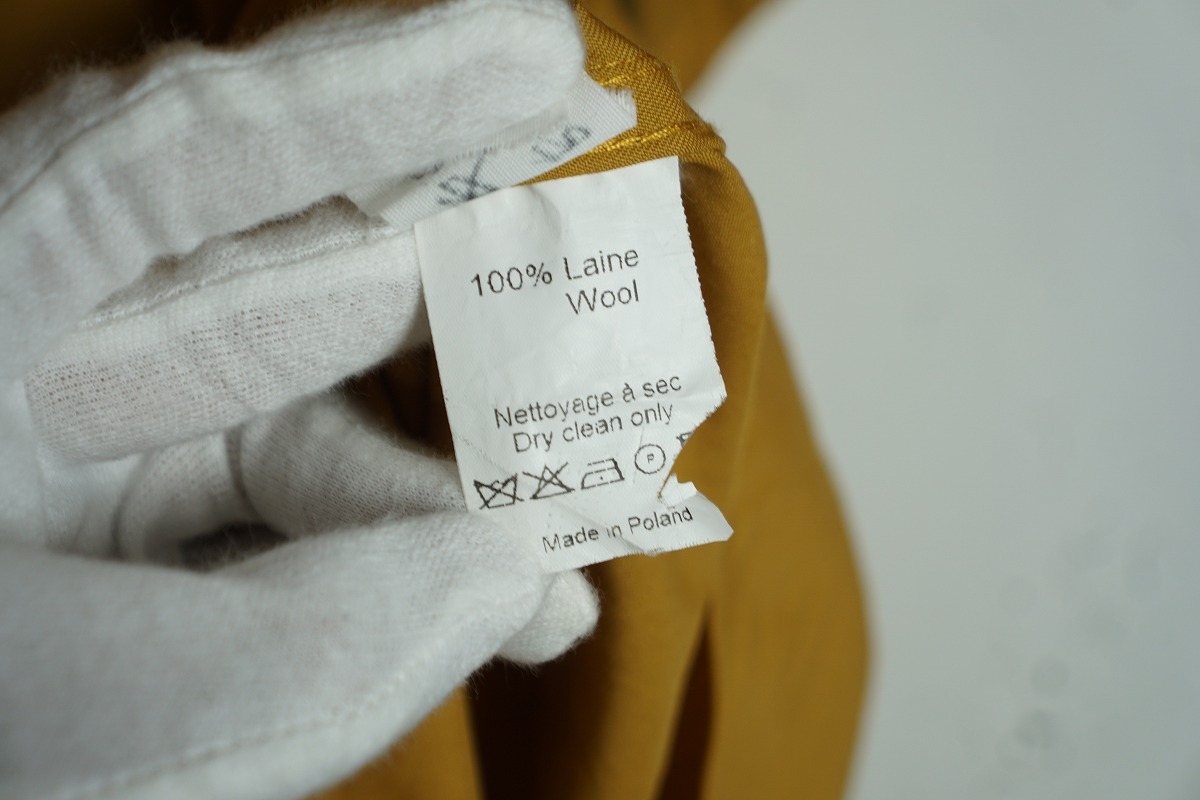 100% Laine
Wool
Nettoyage à sec
Dry clean only
P
Made in Poland